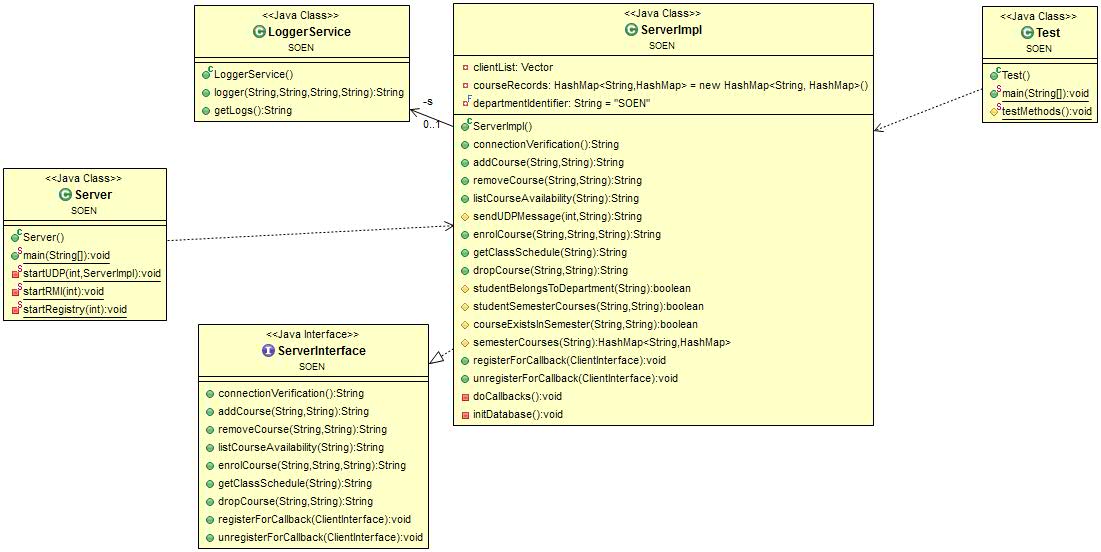 <<Java Class>>
LoggerService
SOEN
LoggerService()
logger(String,String,String,String):String
getLogs():String
-s
0..1
<<Java Class>>
ServerImpl
SOEN
clientList: Vector
courseRecords: HashMap<String,HashMap> = new HashMap<String, HashMap>()
departmentIdentifier: String = "SOEN"
ServerImpl()
connectionVerification():String
addCourse(String,String):String
removeCourse(String,String):String
listCourseAvailability(String):String
sendUDPMessage(int,String):String
enrolCourse(String,String,String):String
getClassSchedule(String):String
dropCourse(String,String):String
studentBelongsToDepartment(String):boolean
studentSemesterCourses(String,String):boolean
courseExistsInSemester(String,String):boolean
semesterCourses(String):HashMap<String,HashMap>
registerForCallback(ClientInterface):void
unregisterForCallback(ClientInterface):void
doCallbacks():void
initDatabase():void
<<Java Class>>
Test
SOEN
Test()
main(String[]):void
testMethods():void
<<Java Class>>
Server
SOEN
Server()
main(String[]):void
startUDP(int,ServerImpl):void
startRMI(int):void
startRegistry(int):void
<<Java Interface>>
ServerInterface
SOEN
connectionVerification():String
addCourse(String,String):String
removeCourse(String,String):String
listCourseAvailability(String):String
enrolCourse(String,String,String):String
getClassSchedule(String):String
dropCourse(String,String):String
registerForCallback(ClientInterface):void
unregisterForCallback(ClientInterface):void